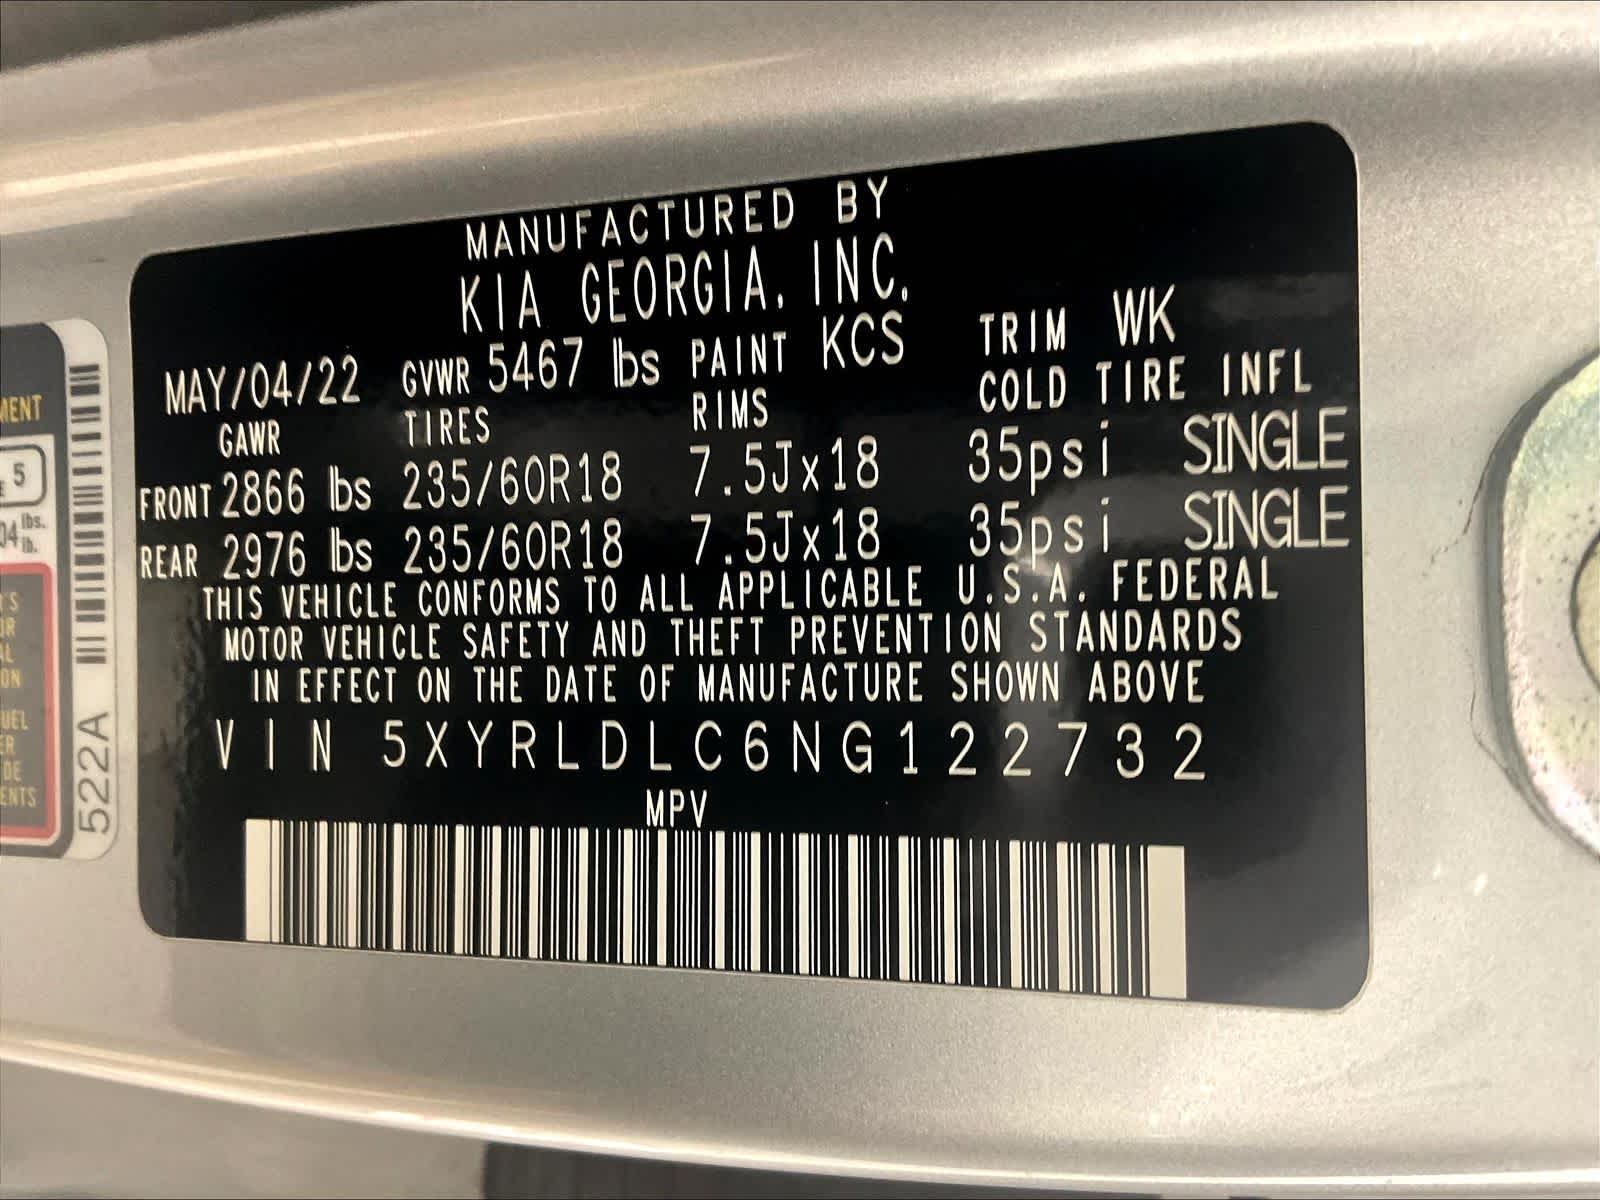 MANUFACTURED BY
KIA GEORGIA, INC.
MAY/04/22 GVWR 5467 lbs PAINT KCS TRIM WK
GAWR TIRES RIMS COLD TIRE INFL
FRONT 2866 lbs 235/60R18 7.5Jx18 35psi SINGLE
REAR 2976 lbs 235/60R18 7.5Jx18 35psi SINGLE
THIS VEHICLE CONFORMS TO ALL APPLICABLE U.S.A. FEDERAL
MOTOR VEHICLE SAFETY AND THEFT PREVENTION STANDARDS
IN EFFECT ON THE DATE OF MANUFACTURE SHOWN ABOVE
VIN 5XYRLDLC6NG122732
MPV
5
lbs.
lb.
522A